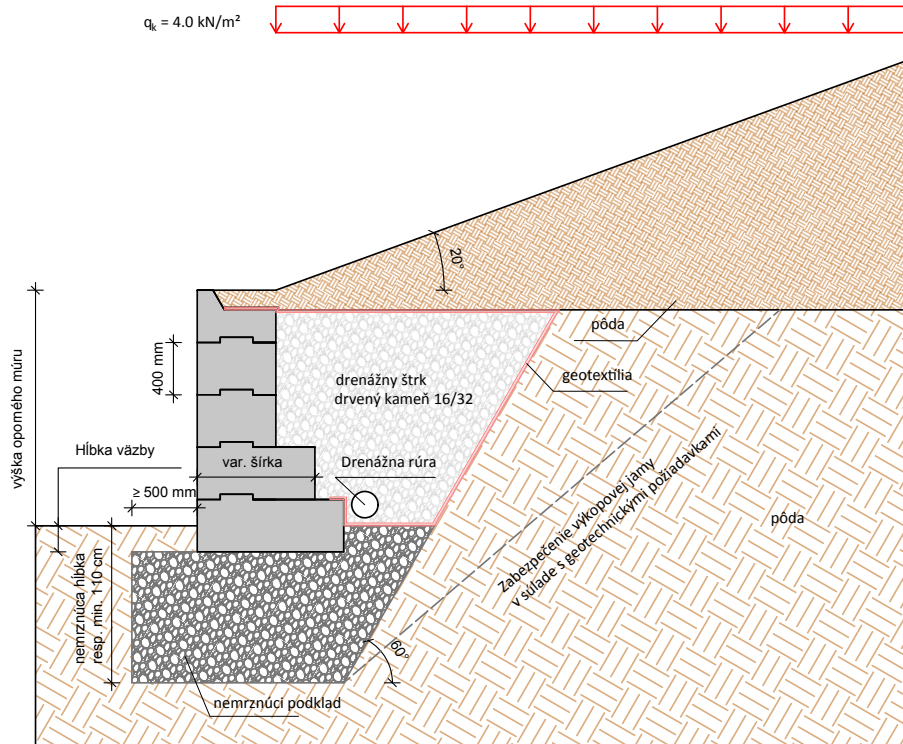 qk = 4.0 kN/m²
20°
výška oporného múru
400 mm
drenážny štrk
drvený kameň 16/32
pôda
geotextília
Hĺbka väzby
var. šírka
Drenážna rúra
≥ 500 mm
Zabezpečenie výkopovej jamy
v súlade s geotechnickými požiadavkami
pôda
nemrznúca hĺbka
resp. min. 110 cm
60°
nemrznúci podklad